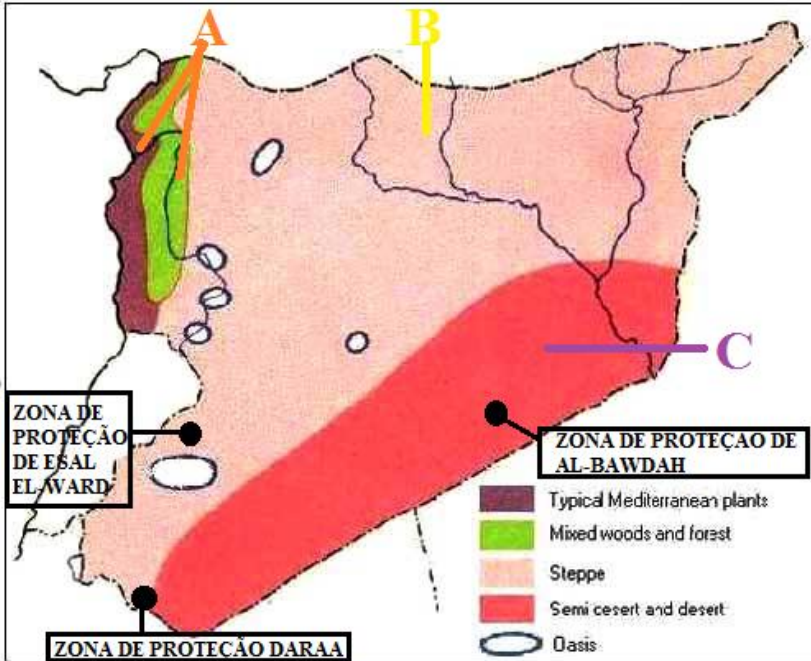 A
B
C
ZONA DE
PROTEÇÃO
DE ESAL
EL-WARD
ZONA DE PROTEÇAO DE
AL-BAWDAH
Typical Mediterranean plants
Mixed woods and forest
Steppe
Semi cesert and desert
Oasis
ZONA DE PROTEÇÃO DARAA